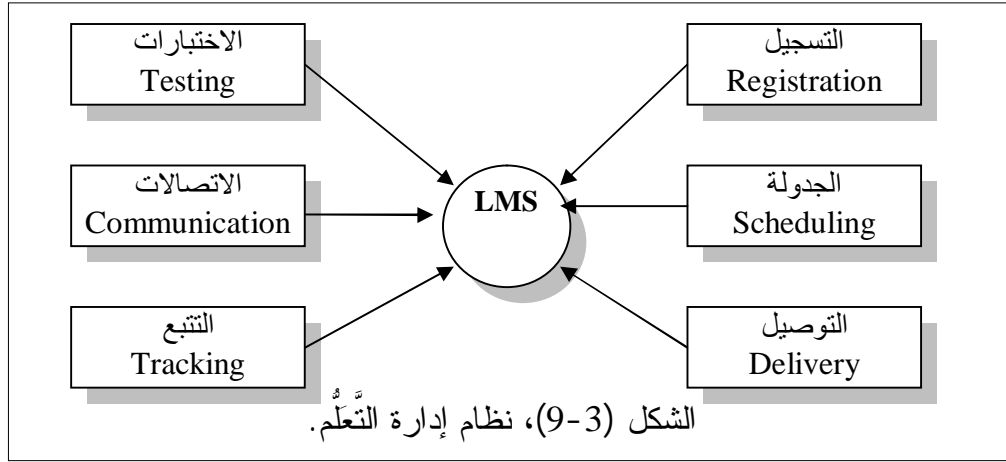 التسجيل
Registration
الاختبارات
Testing
LMS
الجدولة
Scheduling
الاتصالات
Communication
التوصيل
Delivery
التتبع
Tracking
الشكل (3-9)، نظام إدارة التَّعَلُّم.